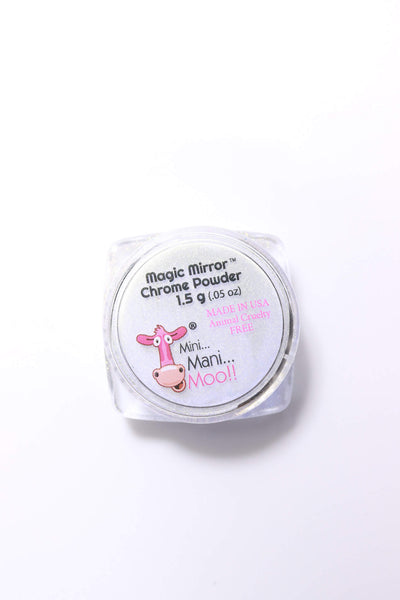 Magic Mirror™
Chrome Powder
1.5 g (.05 oz)
MADE IN USA
Animal Cruelty
FREE
®
Mini...
Mani...
Moo!!